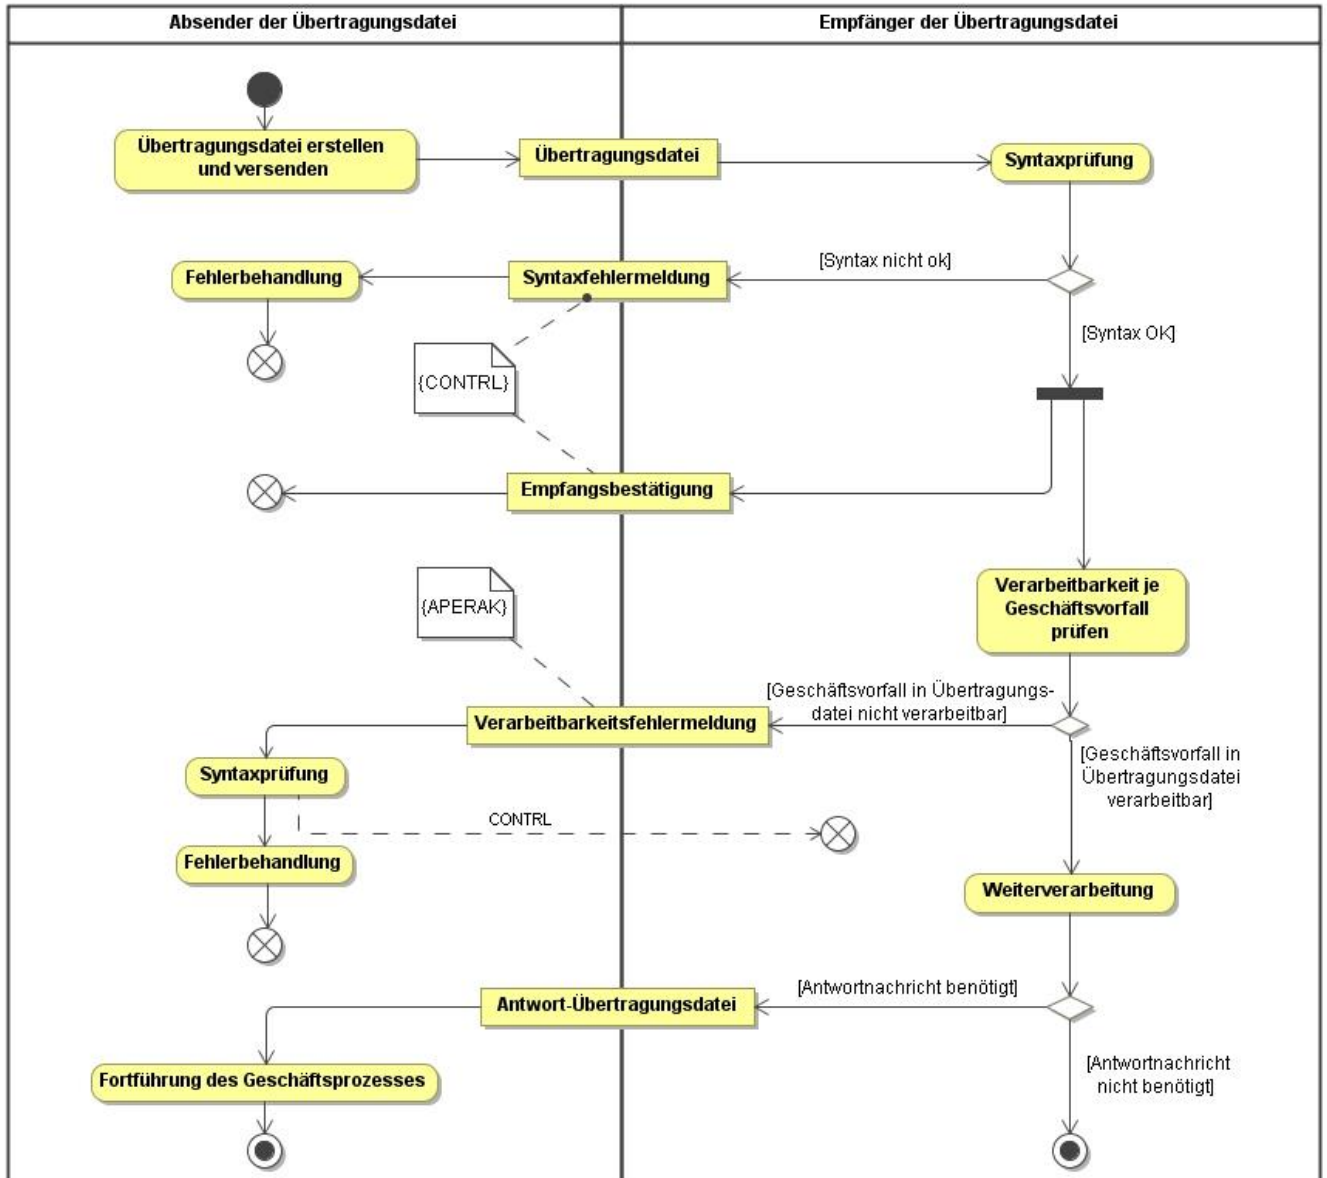 Absender der Übertragungsdatei
Empfänger der Übertragungsdatei
Übertragungsdatei erstellen
und versenden
Übertragungsdatei
Syntaxprüfung
[Syntax nicht ok]
Fehlerbehandlung
Syntaxfehlermeldung
[Syntax OK]
{CONTRL}
Empfangsbestätigung
Verarbeitbarkeit je
Geschäftsvorfall
prüfen
{APERAK}
[Geschäftsvorfall in Übertragungs-
datei nicht verarbeitbar]
Verarbeitbarkeitsfehlermeldung
[Geschäftsvorfall in
Übertragungsdatei
verarbeitbar]
Syntaxprüfung
CONTRL
Fehlerbehandlung
Weiterverarbeitung
[Antwortnachricht benötigt]
Antwort-Übertragungsdatei
[Antwortnachricht
nicht benötigt]
Fortführung des Geschäftsprozesses